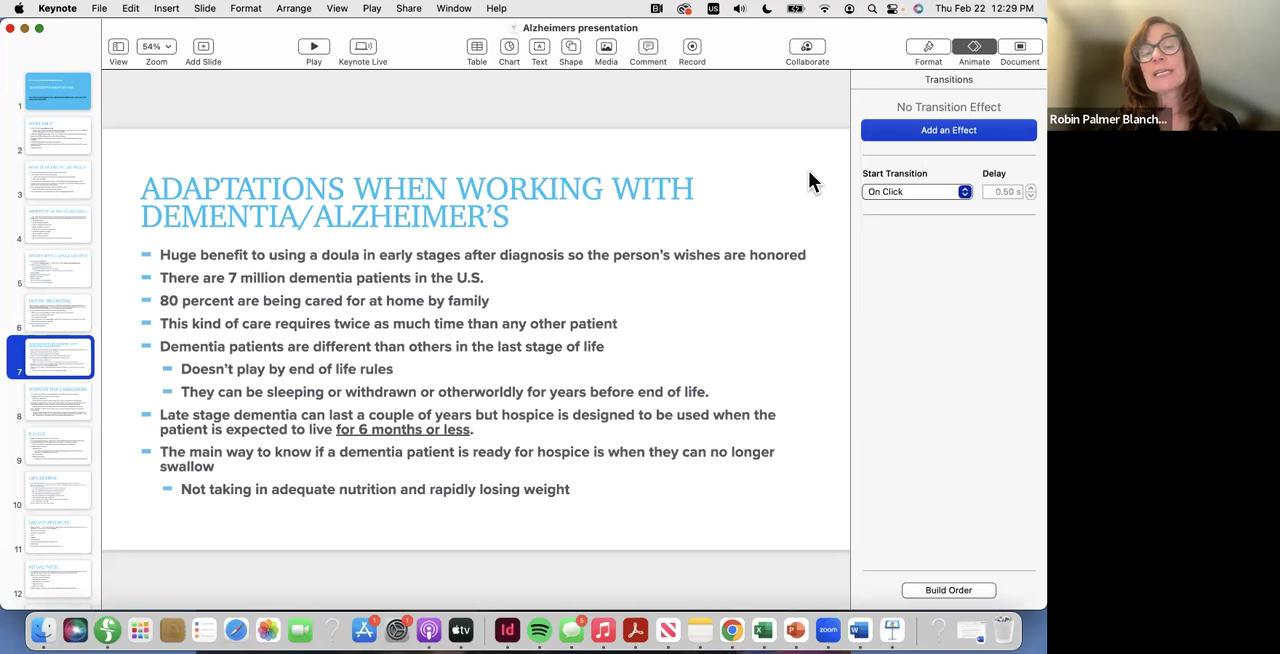 Keynote File Edit Insert Slide Format Arrange View Play Share Window Help US Thu Feb 22 12:29 PM
Alzheimers presentation
54%
View Zoom Add Slide Play Keynote Live Table Chart Text Shape Media Comment Record Collaborate Format Animate Document
Transitions
No Transition Effect
Add an Effect
Start Transition Delay
On Click 0.50 s
Build Order
Robin Palmer Blanch...
1
2
3
4
5
6
7
8
9
10
11
12
ADAPTATIONS WHEN WORKING WITH
DEMENTIA/ALZHEIMER'S
Huge benefit to using a doula in early stages after diagnosis so the person's wishes are honored
There are 7 million dementia patients in the U.S.
80 percent are being cared for at home by family
This kind of care requires twice as much time than any other patient
Dementia patients are different than others in the last stage of life
Doesn't play by end of life rules
They can be sleeping or withdrawn or otherworldly for years before end of life.
Late stage dementia can last a couple of years but hospice is designed to be used when the
patient is expected to live for 6 months or less.
The main way to know if a dementia patient is ready for hospice is when they can no longer
swallow
Not taking in adequate nutrition and rapidly losing weight
1 1 tv Id 5 zoom